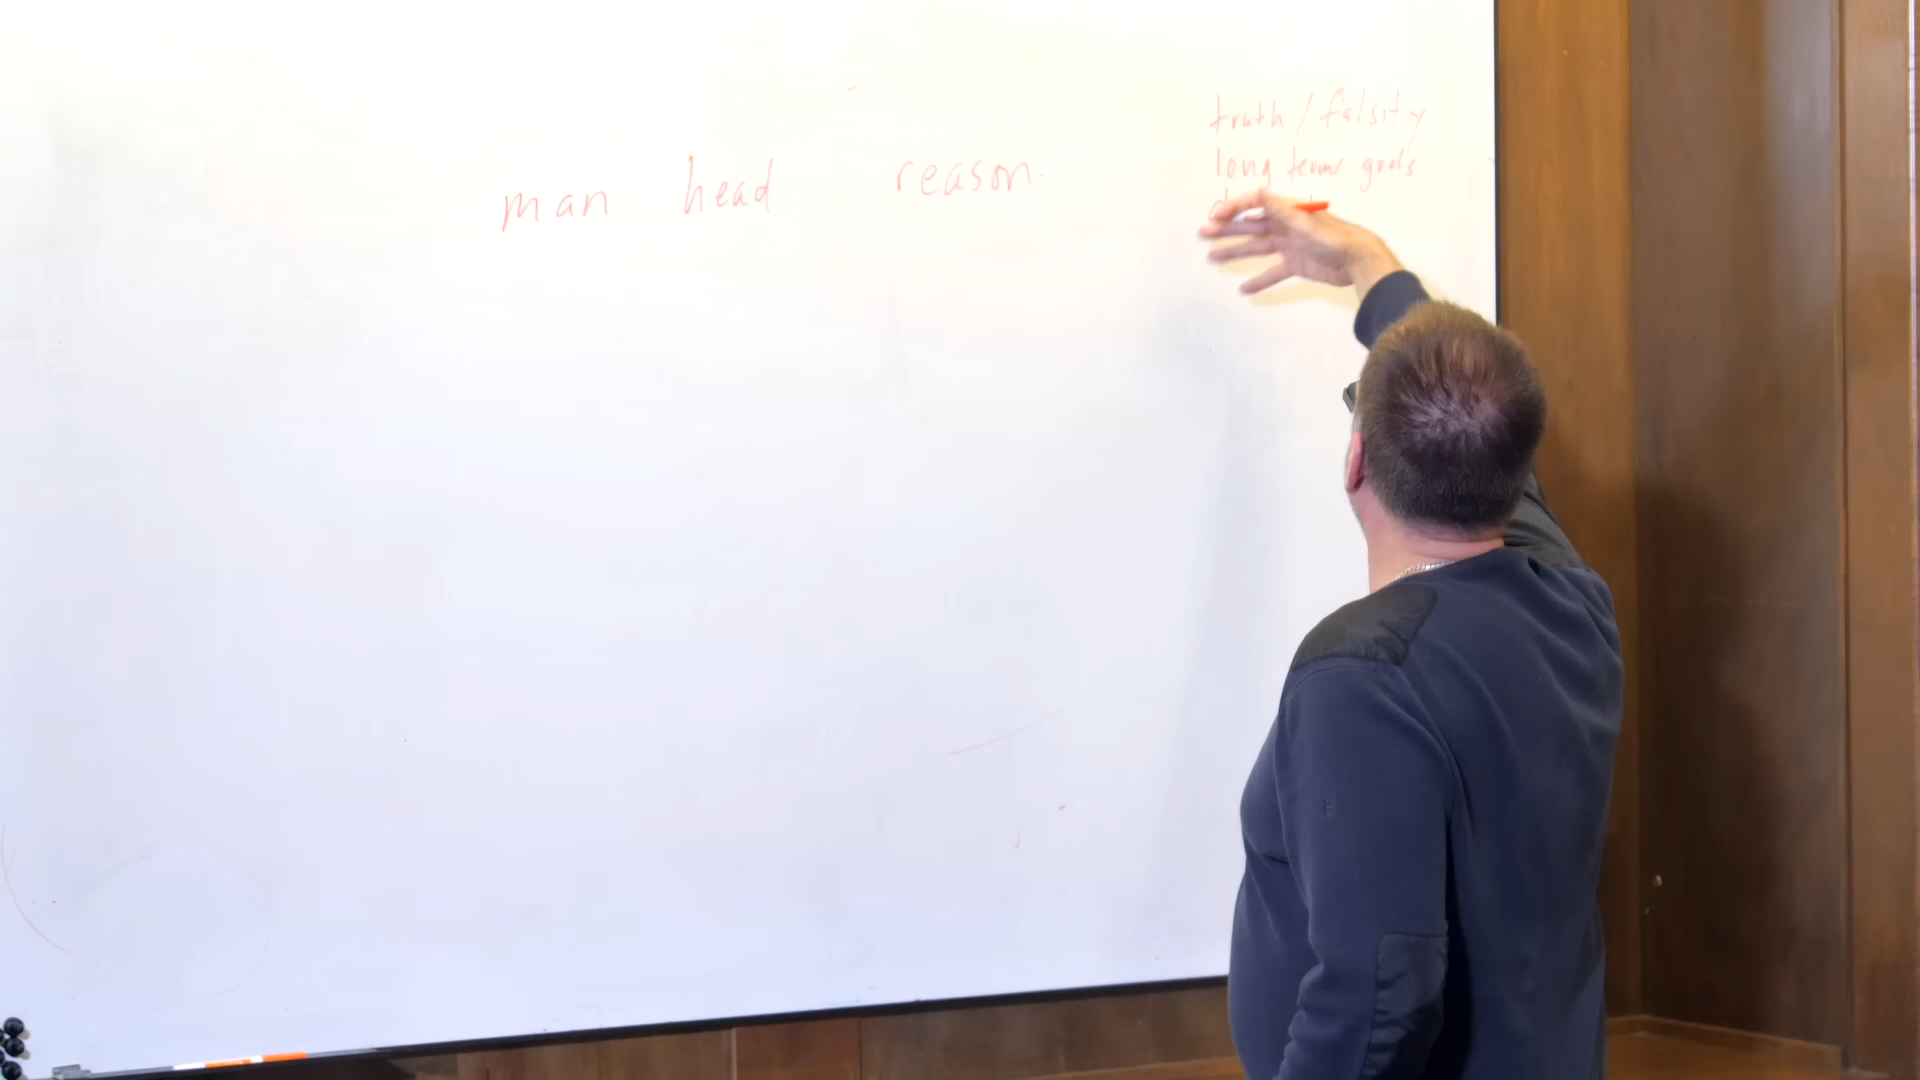 man head reason.
truth / falsity
long term goals